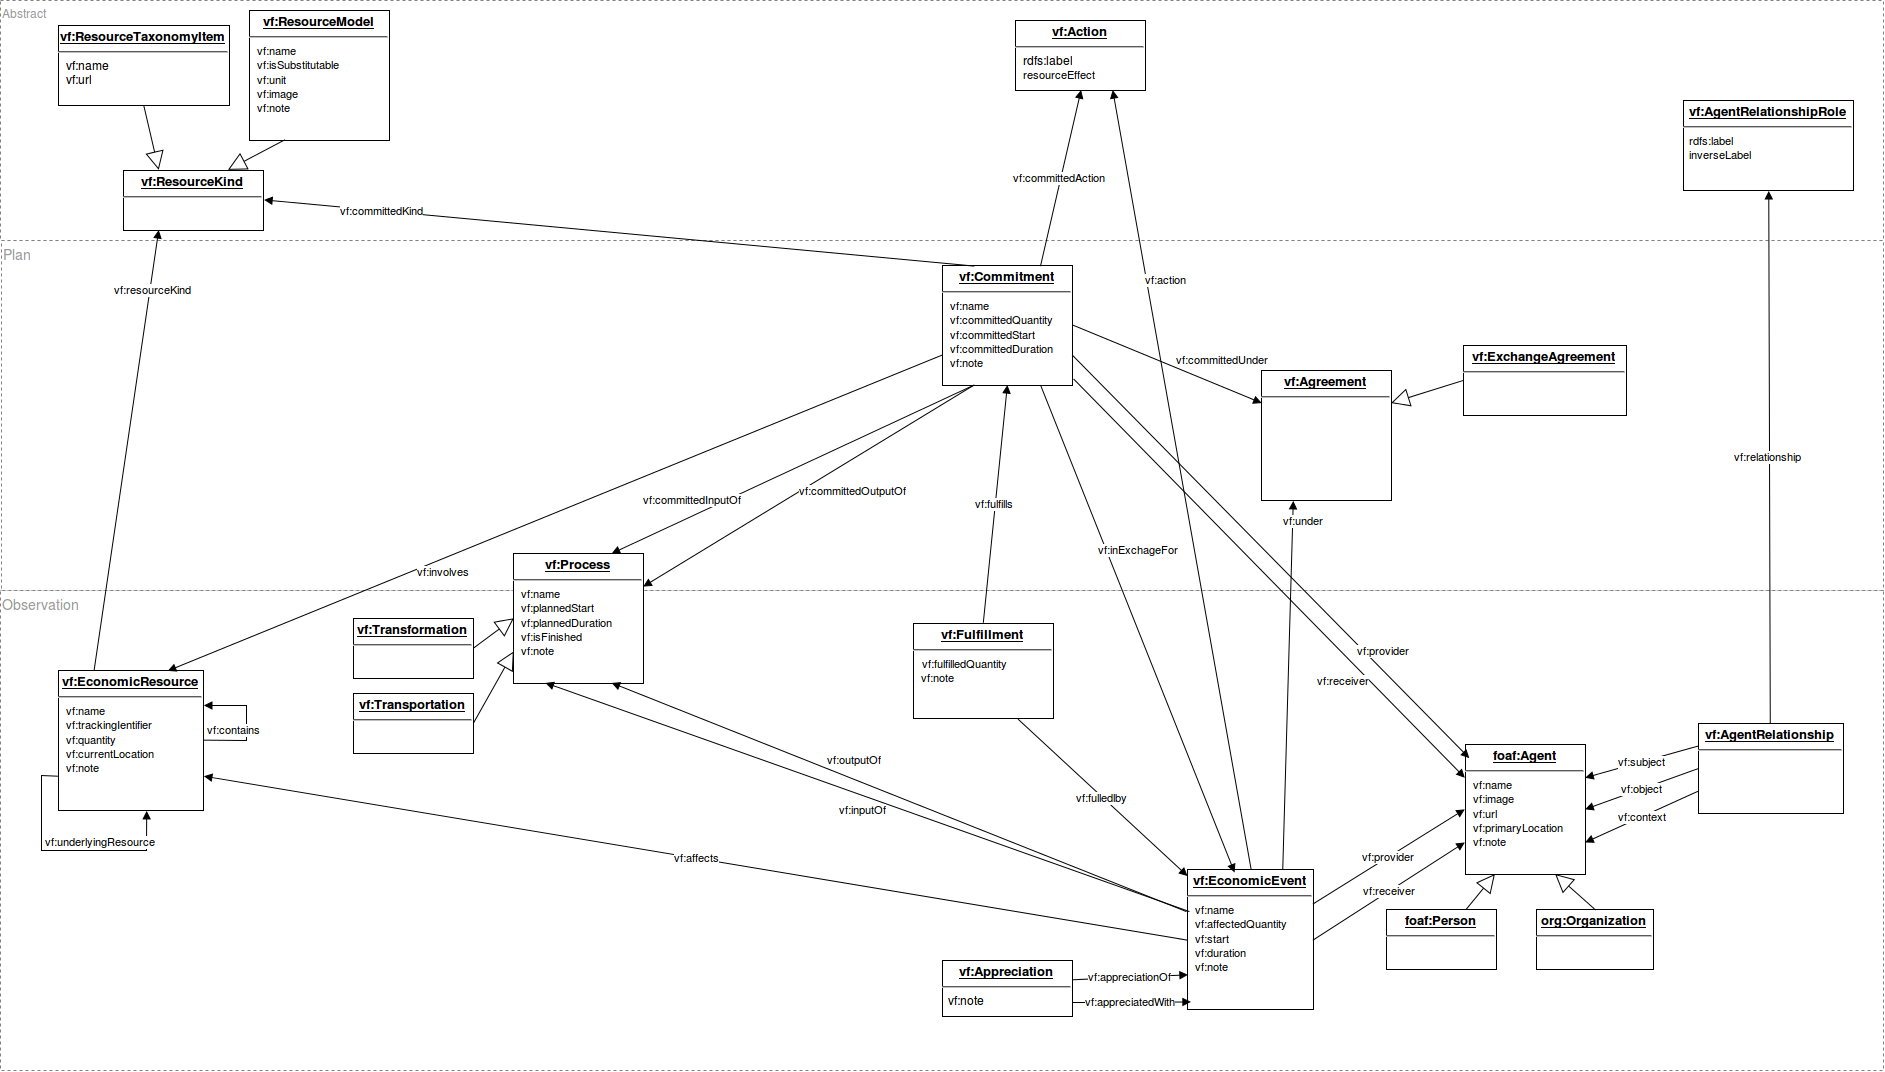 Abstract
vf:ResourceTaxonomyItem
vf:name
vf:url
vf:ResourceModel
vf:name
vf:isSubstitutable
vf:unit
vf:image
vf:note
vf:Action
rdfs:label
resourceEffect
vf:AgentRelationshipRole
rdfs:label
inverseLabel
vf:ResourceKind
vf:committedKind
vf:committedAction
Plan
vf:resourceKind
vf:Commitment
vf:name
vf:committedQuantity
vf:committedStart
vf:committedDuration
vf:note
vf:action
vf:committedUnder
vf:Agreement
vf:ExchangeAgreement
vf:relationship
vf:committedInputOf
vf:committedOutputOf
vf:fulfills
vf:under
vf:inExchageFor
vf:involves
vf:Process
vf:name
vf:plannedStart
vf:plannedDuration
vf:isFinished
vf:note
Observation
vf:Transformation
vf:Transportation
vf:Fulfillment
vf:fulfilledQuantity
vf:note
vf:provider
vf:receiver
vf:EconomicResource
vf:name
vf:trackingIdentifier
vf:quantity
vf:currentLocation
vf:note
vf:contains
vf:underlyingResource
vf:outputOf
vf:inputOf
vf:affects
vf:fulledIby
foaf:Agent
vf:name
vf:image
vf:url
vf:primaryLocation
vf:note
vf:AgentRelationship
vf:subject
vf:object
vf:context
vf:provider
vf:receiver
vf:EconomicEvent
vf:name
vf:affectedQuantity
vf:start
vf:duration
vf:note
foaf:Person
org:Organization
vf:Appreciation
vf:note
vf:appreciationOf
vf:appreciatedWith